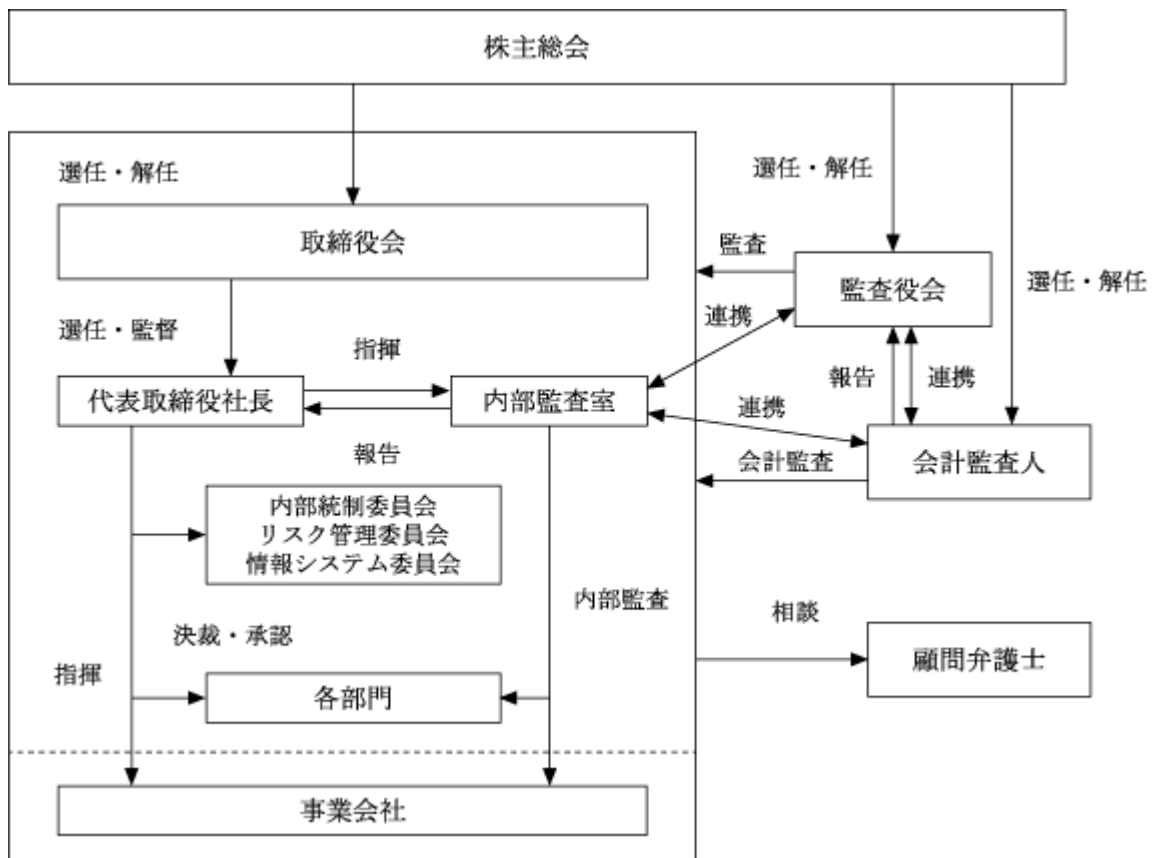 株主総会
選任・解任
選任・解任
取締役会
監査
監査役会
選任・解任
連携
選任・監督
指揮
報告
連携
代表取締役社長
内部監査室
連携
報告
会計監査
会計監査人
内部統制委員会
リスク管理委員会
情報システム委員会
内部監査
相談
決裁・承認
顧問弁護士
指揮
各部門
事業会社